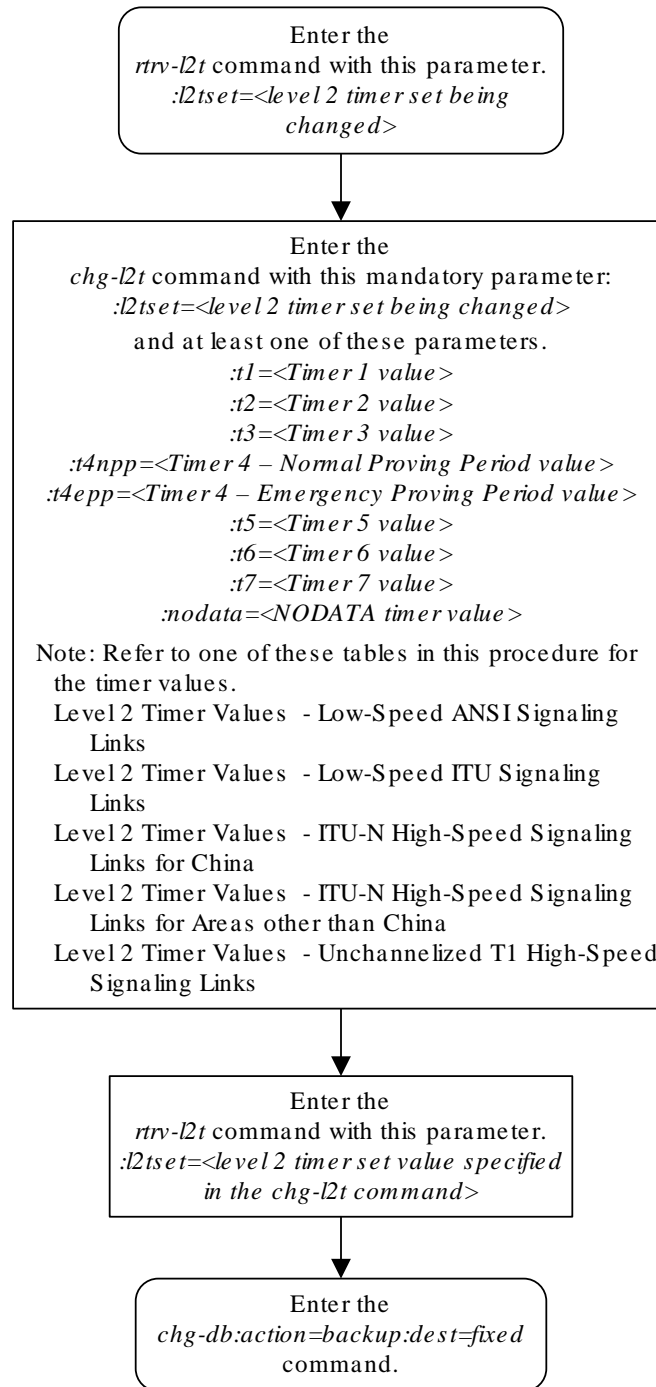 Enter the
rtrv-l2t command with this parameter.
:l2tset=<level 2 timer set being
changed>
Enter the
chg-l2t command with this mandatory parameter:
:l2tset=<level 2 timer set being changed>
and at least one of these parameters.
:t1=<Timer 1 value>
:t2=<Timer 2 value>
:t3=<Timer 3 value>
:t4npp=<Timer 4 – Normal Proving Period value>
:t4epp=<Timer 4 – Emergency Proving Period value>
:t5=<Timer 5 value>
:t6=<Timer 6 value>
:t7=<Timer 7 value>
:nodata=<NODATA timer value>
Note: Refer to one of these tables in this procedure for
the timer values.
Level 2 Timer Values - Low-Speed ANSI Signaling
Links
Level 2 Timer Values - Low-Speed ITU Signaling
Links
Level 2 Timer Values - ITU-N High-Speed Signaling
Links for China
Level 2 Timer Values - ITU-N High-Speed Signaling
Links for Areas other than China
Level 2 Timer Values - Unchannelized T1 High-Speed
Signaling Links
Enter the
rtrv-l2t command with this parameter.
:l2tset=<level 2 timer set value specified
in the chg-l2t command>
Enter the
chg-db:action=backup:dest=fixed
command.